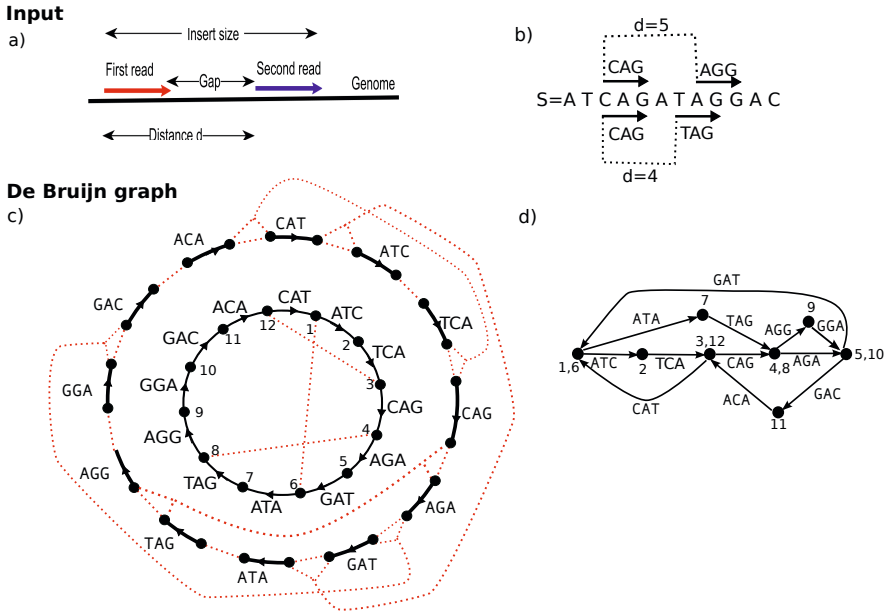 Input
a)
Insert size
First read
Gap
Second read
Genome
Distance d
b)
d=5
CAG
AGG
S=A T C A G A T A G G A C
CAG
TAG
d=4
De Bruijn graph
c)
CAT
ATC
TCA
CAG
AGA
GAT
ATA
TAG
AGG
GGA
GAC
ACA
CAT
ATC
TCA
CAG
AGA
GAT
ATA
TAG
AGG
GGA
GAC
ACA
1
2
3
4
5
6
7
8
9
10
11
12
d)
GAT
7
9
ATA
TAG
AGG
GGA
3,12
1,6
ATC
2
TCA
CAG
4,8
AGA
5,10
CAT
ACA
GAC
11